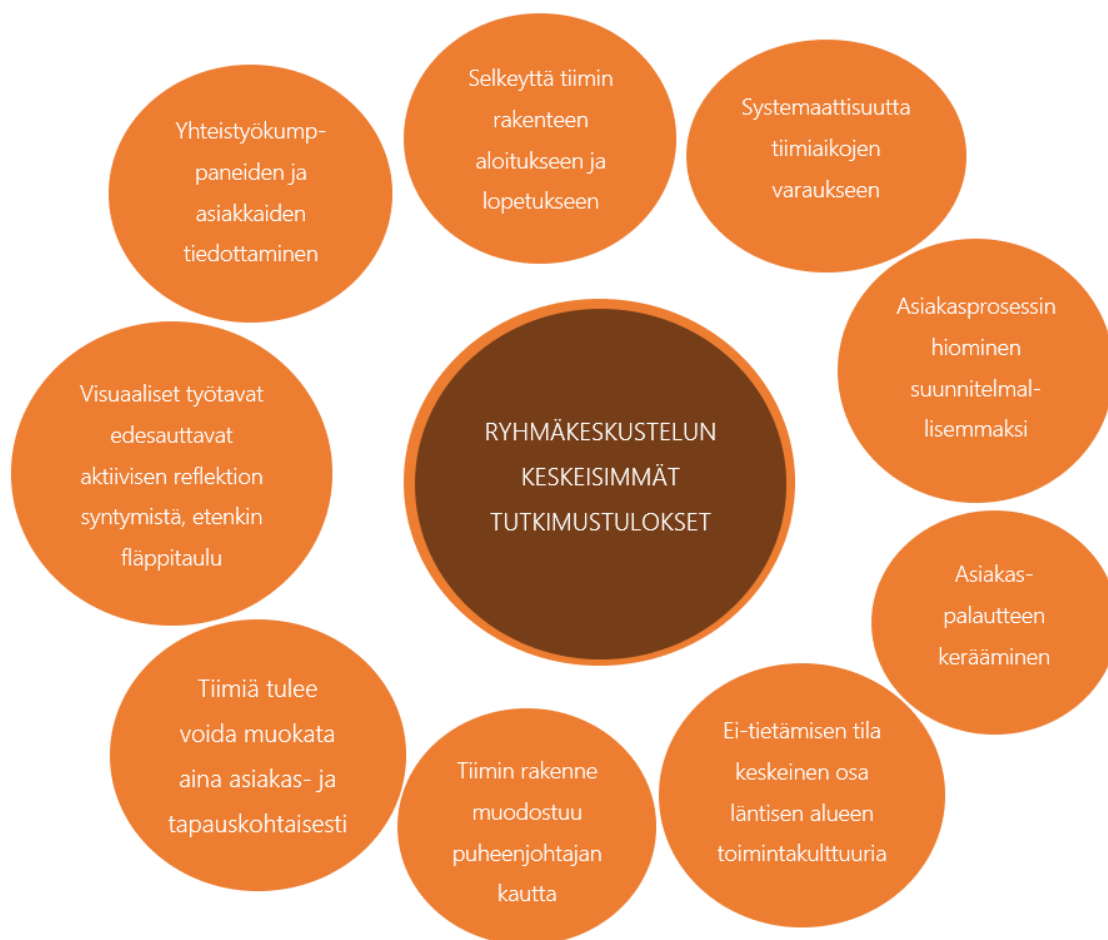 RYHMÄKESKUSTELUN
KESKEISIMMÄT
TUTKIMUSTULOKSET
Selkeyttä tiimin
rakenteen
aloitukseen ja
lopetukseen
Systemaattisuutta
tiimiaikojen
varaukseen
Asiakasprosessin
hiominen
suunnitelmal-
lisemmaksi
Asiakas-
palautteen
kerääminen
Ei-tietämisen tila
keskeinen osa
läntisen alueen
toimintakulttuuria
Tiimin rakenne
muodostuu
puheenjohtajan
kautta
Tiimiä tulee
voida muokata
aina asiakas- ja
tapauskohtaisesti
Visuaaliset työtavat
edesauttavat
aktiivisen reflektion
syntymistä, etenkin
fläppitaulu
Yhteistyökump-
paneiden ja
asiakkaiden
tiedottaminen